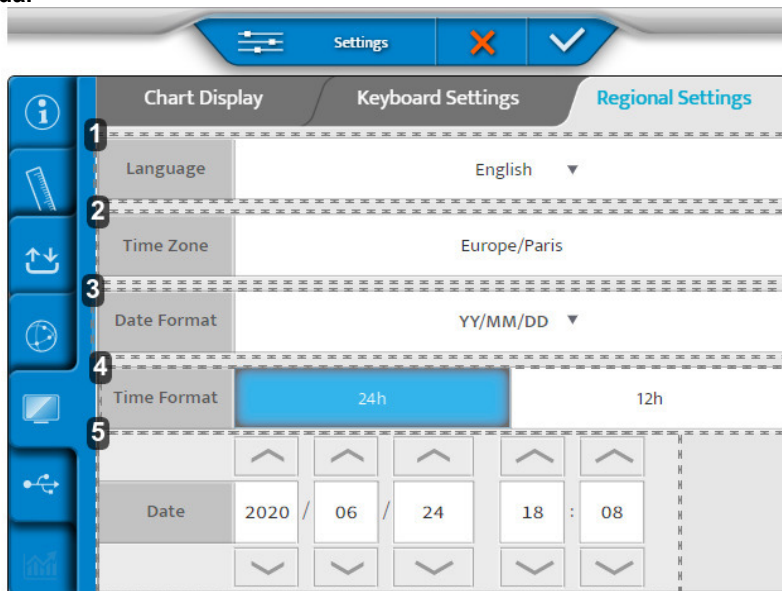 Settings
Chart Display Keyboard Settings Regional Settings
1
Language English
2
Time Zone Europe/Paris
3
Date Format YY/MM/DD
4
Time Format 24h 12h
5
Date 2020 / 06 / 24 18 : 08